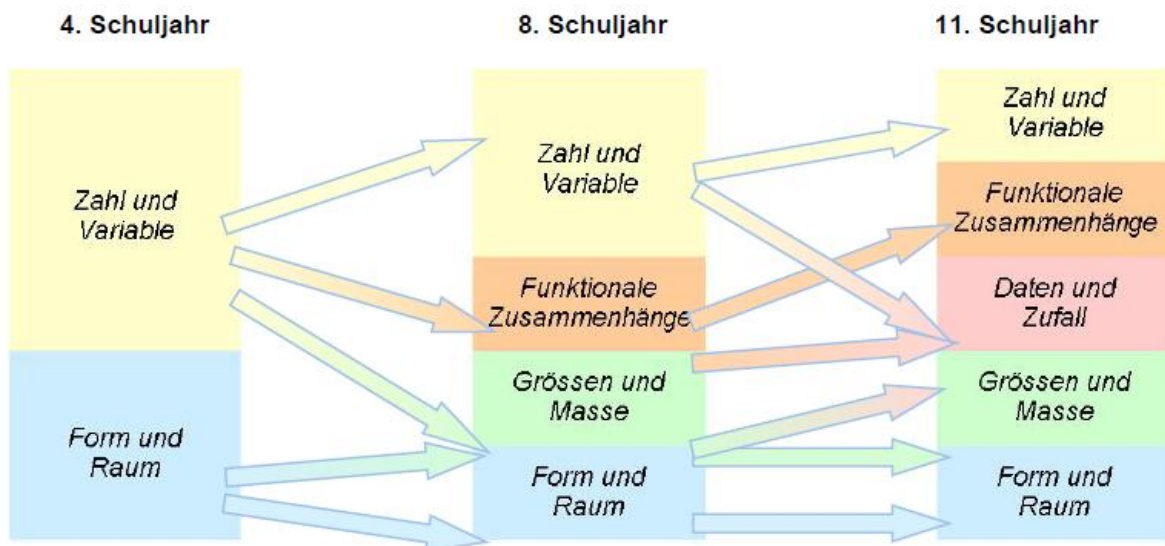 4. Schuljahr
8. Schuljahr
11. Schuljahr
Zahl und
Variable
Form und
Raum
Zahl und
Variable
Funktionale
Zusammenhänge
Grössen und
Masse
Form und
Raum
Zahl und
Variable
Funktionale
Zusammenhänge
Daten und
Zufall
Grössen und
Masse
Form und
Raum